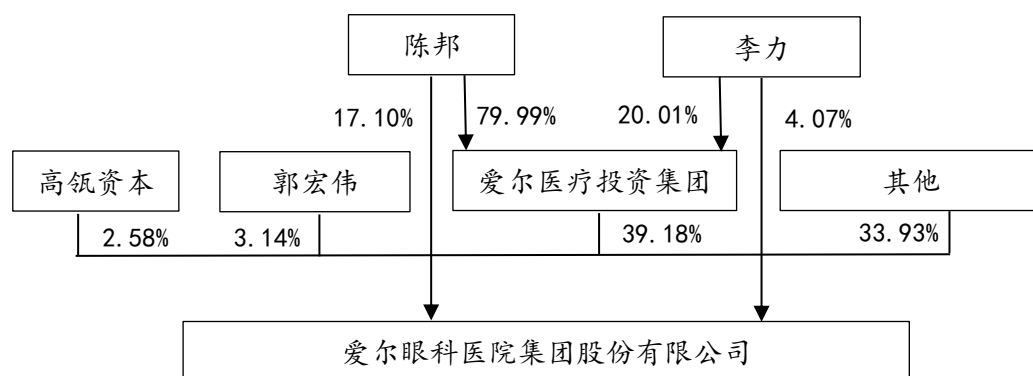 陈邦
李力
17.10%
79.99%
20.01%
4.07%
高瓴资本
郭宏伟
爱尔医疗投资集团
其他
2.58%
3.14%
39.18%
33.93%
爱尔眼科医院集团股份有限公司